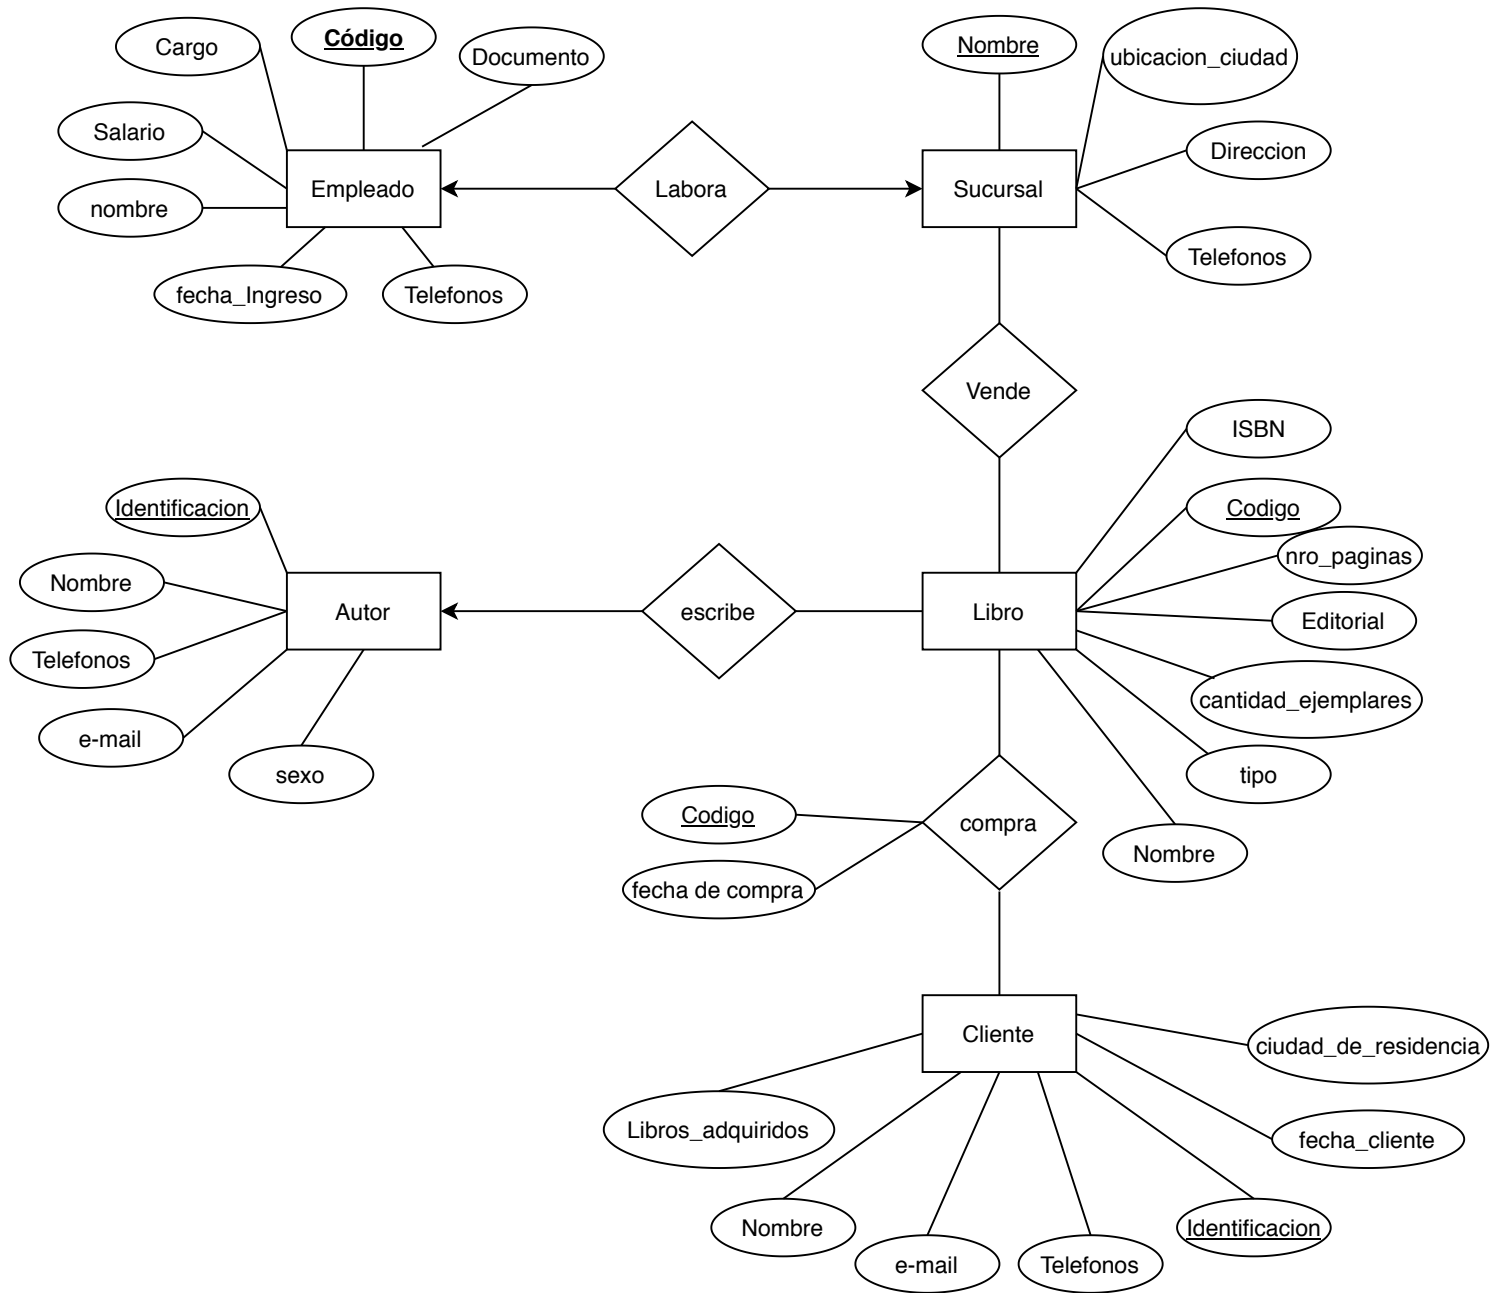 Cargo
Código
Documento
Nombre
ubicacion_ciudad
Salario
Direccion
Empleado
Labora
Sucursal
nombre
Telefonos
fecha_Ingreso
Telefonos
Vende
ISBN
Identificacion
Codigo
nro_paginas
Nombre
Autor
escribe
Libro
Editorial
Telefonos
cantidad_ejemplares
e-mail
sexo
tipo
Codigo
compra
Nombre
fecha de compra
Cliente
ciudad_de_residencia
Libros_adquiridos
fecha_cliente
Nombre
Identificacion
e-mail
Telefonos